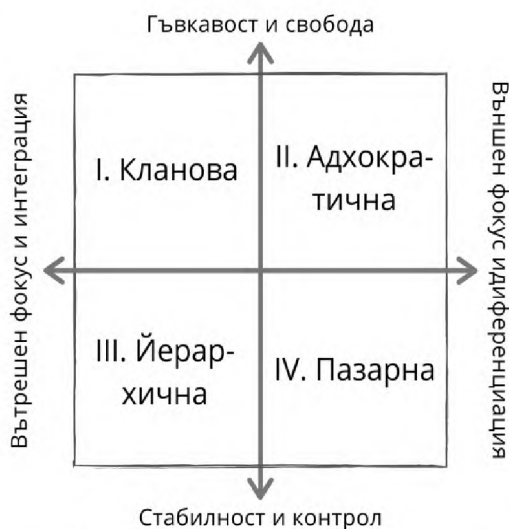 Гъвкавост и свобода
Вътрешен фокус и интеграция
I. Кланова
II. Адхокра-
тична
Външен фокус идиференциация
III. Йерар-
хична
IV. Пазарна
Стабилност и контрол